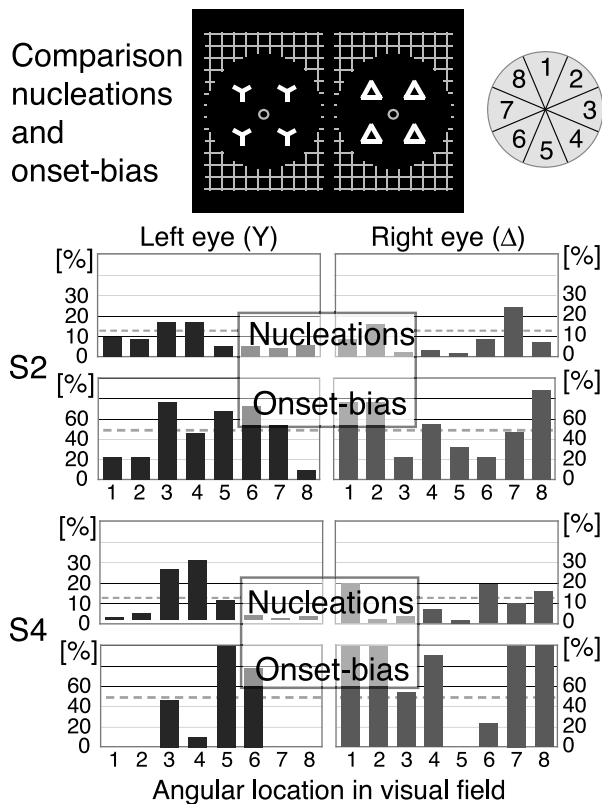 Comparison
nucleations
and
onset-bias
8 1 2
7 3
6 5 4
Left eye (Y) Right eye (Δ)
[%] [%]
30 30
20 20
10 10
0 0
Nucleations
S2
[%] [%]
60 60
40 40
20 20
0 0
Onset-bias
1 2 3 4 5 6 7 8 1 2 3 4 5 6 7 8
[%] [%]
30 30
20 20
10 10
0 0
Nucleations
S4
[%] [%]
60 60
40 40
20 20
0 0
Onset-bias
1 2 3 4 5 6 7 8 1 2 3 4 5 6 7 8
Angular location in visual field